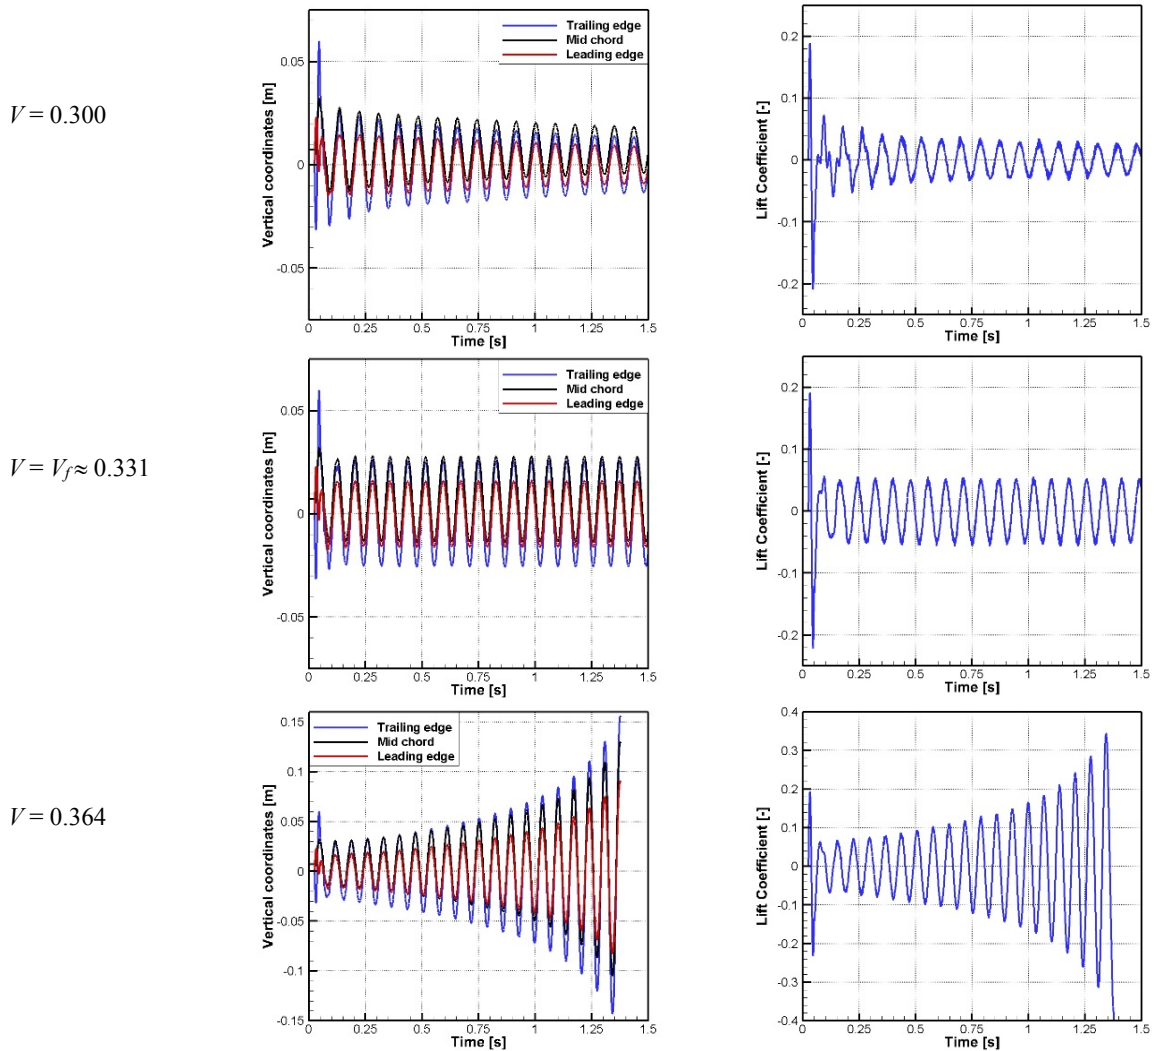 V = 0.300
Trailing edge
Mid chord
Leading edge
Vertical coordinates [m]
0.05
0
-0.05
0 0.25 0.5 0.75 1 1.25 1.5
Time [s]
Lift Coefficient [-]
0.2
0.1
0
-0.1
-0.2
0 0.25 0.5 0.75 1 1.25 1.5
Time [s]
V = Vf ≈ 0.331
Trailing edge
Mid chord
Leading edge
Vertical coordinates [m]
0.05
0
-0.05
0 0.25 0.5 0.75 1 1.25 1.5
Time [s]
Lift Coefficient [-]
0.2
0.1
0
-0.1
-0.2
0 0.25 0.5 0.75 1 1.25 1.5
Time [s]
V = 0.364
Trailing edge
Mid chord
Leading edge
Vertical coordinates [m]
0.15
0.1
0.05
0
-0.05
-0.1
-0.15
0 0.25 0.5 0.75 1 1.25 1.5
Time [s]
Lift Coefficient [-]
0.4
0.3
0.2
0.1
0
-0.1
-0.2
-0.3
-0.4
0 0.25 0.5 0.75 1 1.25 1.5
Time [s]